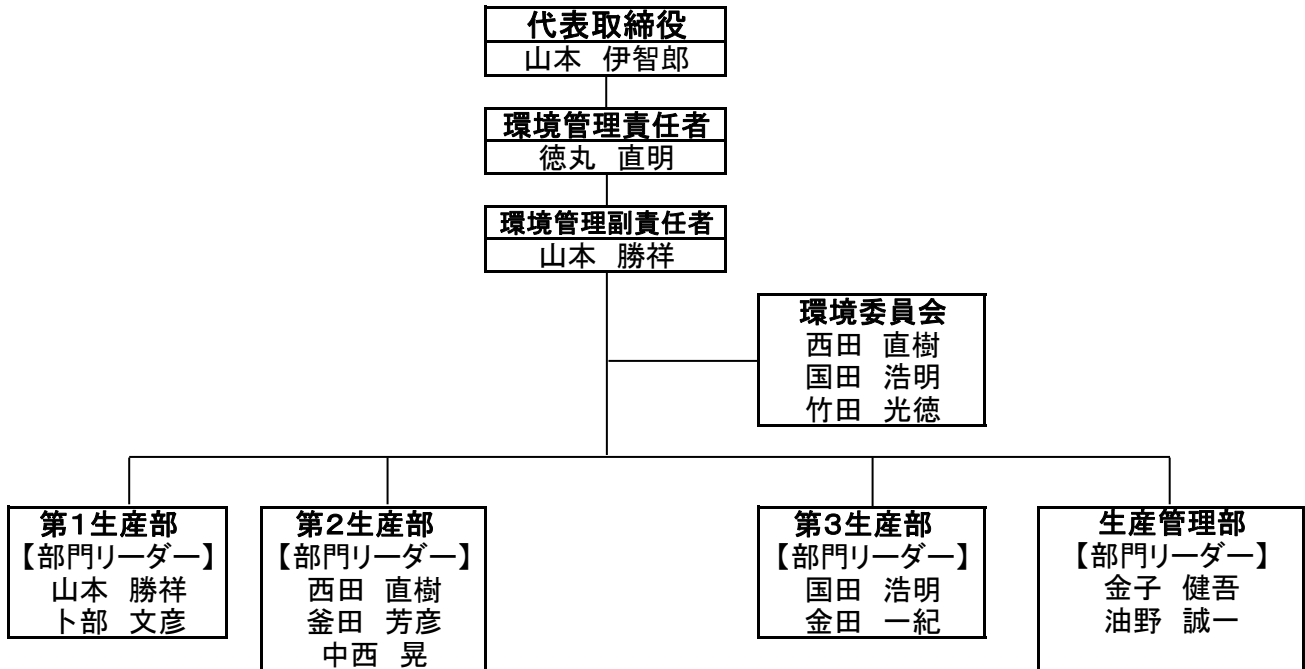 代表取締役
山本 伊智郎
環境管理責任者
徳丸 直明
環境管理副責任者
山本 勝祥
環境委員会
西田 直樹
国田 浩明
竹田 光徳
第1生産部
【部門リーダー】
山本 勝祥
卜部 文彦
第2生産部
【部門リーダー】
西田 直樹
釜田 芳彦
中西 晃
第3生産部
【部門リーダー】
国田 浩明
金田 一紀
生産管理部
【部門リーダー】
金子 健吾
油野 誠一